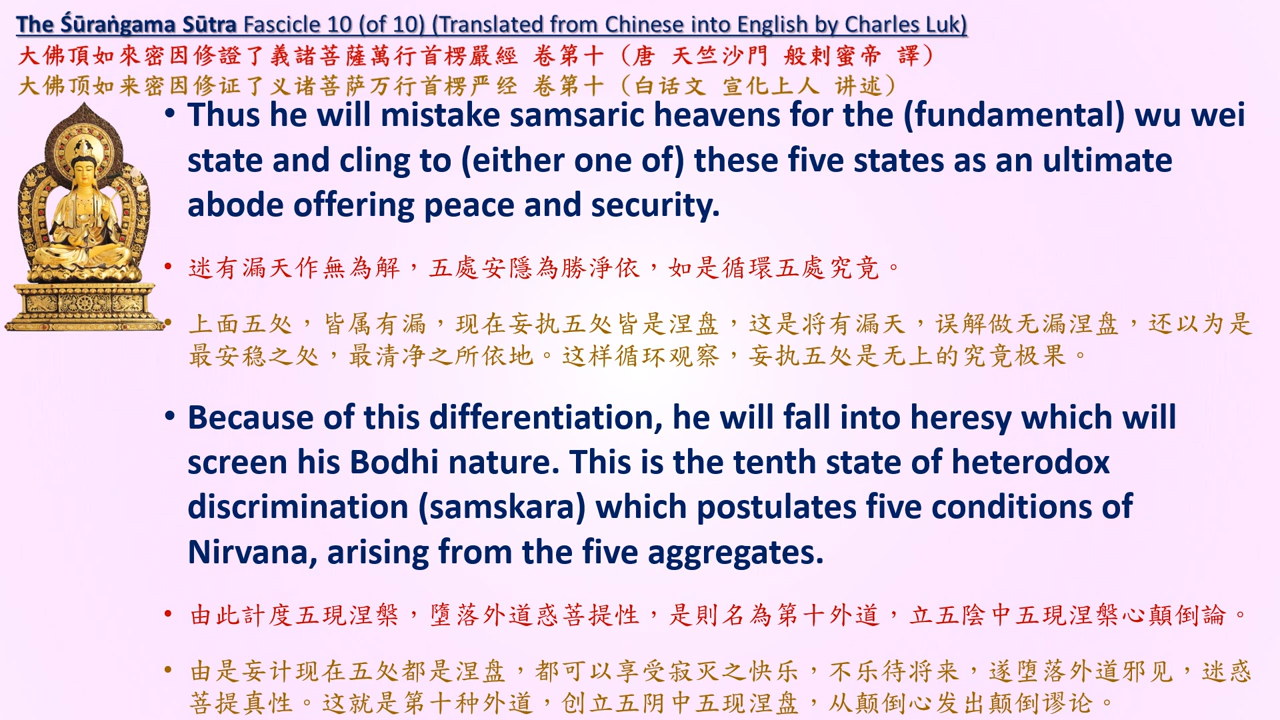 The Śūraṅgama Sūtra Fascicle 10 (of 10) (Translated from Chinese into English by Charles Luk)
大佛頂如來密因修證了義諸菩薩萬行首楞嚴經 卷第十（唐 天竺沙門 般剌蜜帝 譯）
大佛顶如来密因修证了义诸菩萨万行首楞严经 卷第十（白话文 宣化上人 讲述）
• Thus he will mistake samsaric heavens for the (fundamental) wu wei
state and cling to (either one of) these five states as an ultimate
abode offering peace and security.
• 迷有漏天作無為解，五處安隱為勝淨依，如是循環五處究竟。
• 上面五处，皆属有漏，现在妄执五处皆是涅盘，这是将有漏天，误解做无漏涅盘，还以为是
最安稳之处，最清净之所依地。这样循环观察，妄执五处是无上的究竟极果。
• Because of this differentiation, he will fall into heresy which will
screen his Bodhi nature. This is the tenth state of heterodox
discrimination (samskara) which postulates five conditions of
Nirvana, arising from the five aggregates.
• 由此計度五現涅槃，墮落外道惑菩提性，是則名為第十外道，立五陰中五現涅槃心顛倒論。
• 由是妄计现在五处都是涅盘，都可以享受寂灭之快乐，不乐待将来，遂堕落外道邪见，迷惑
菩提真性。这就是第十种外道，创立五阴中五现涅盘，从颠倒心发出颠倒谬论。